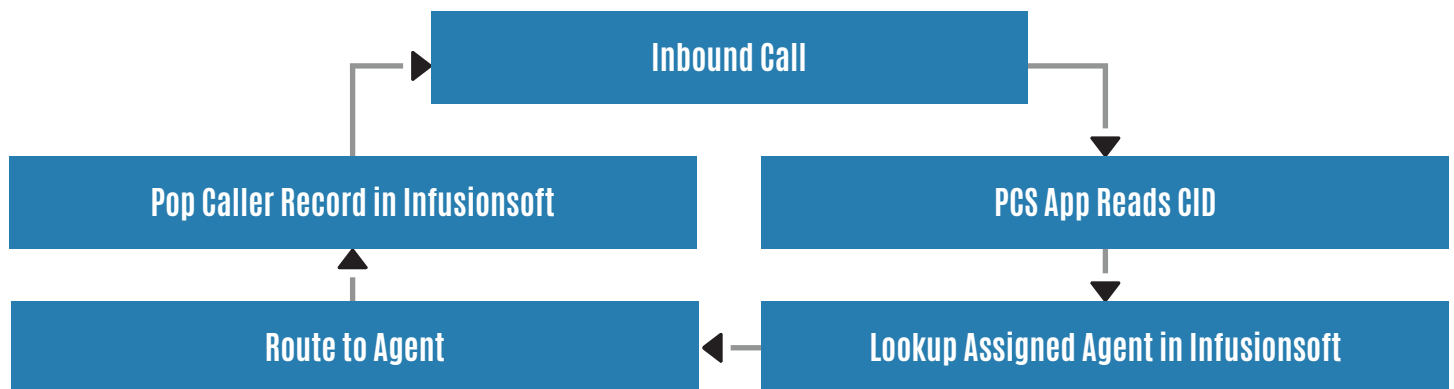 Inbound Call
Pop Caller Record in Infusionsoft
PCS App Reads CID
Route to Agent
Lookup Assigned Agent in Infusionsoft